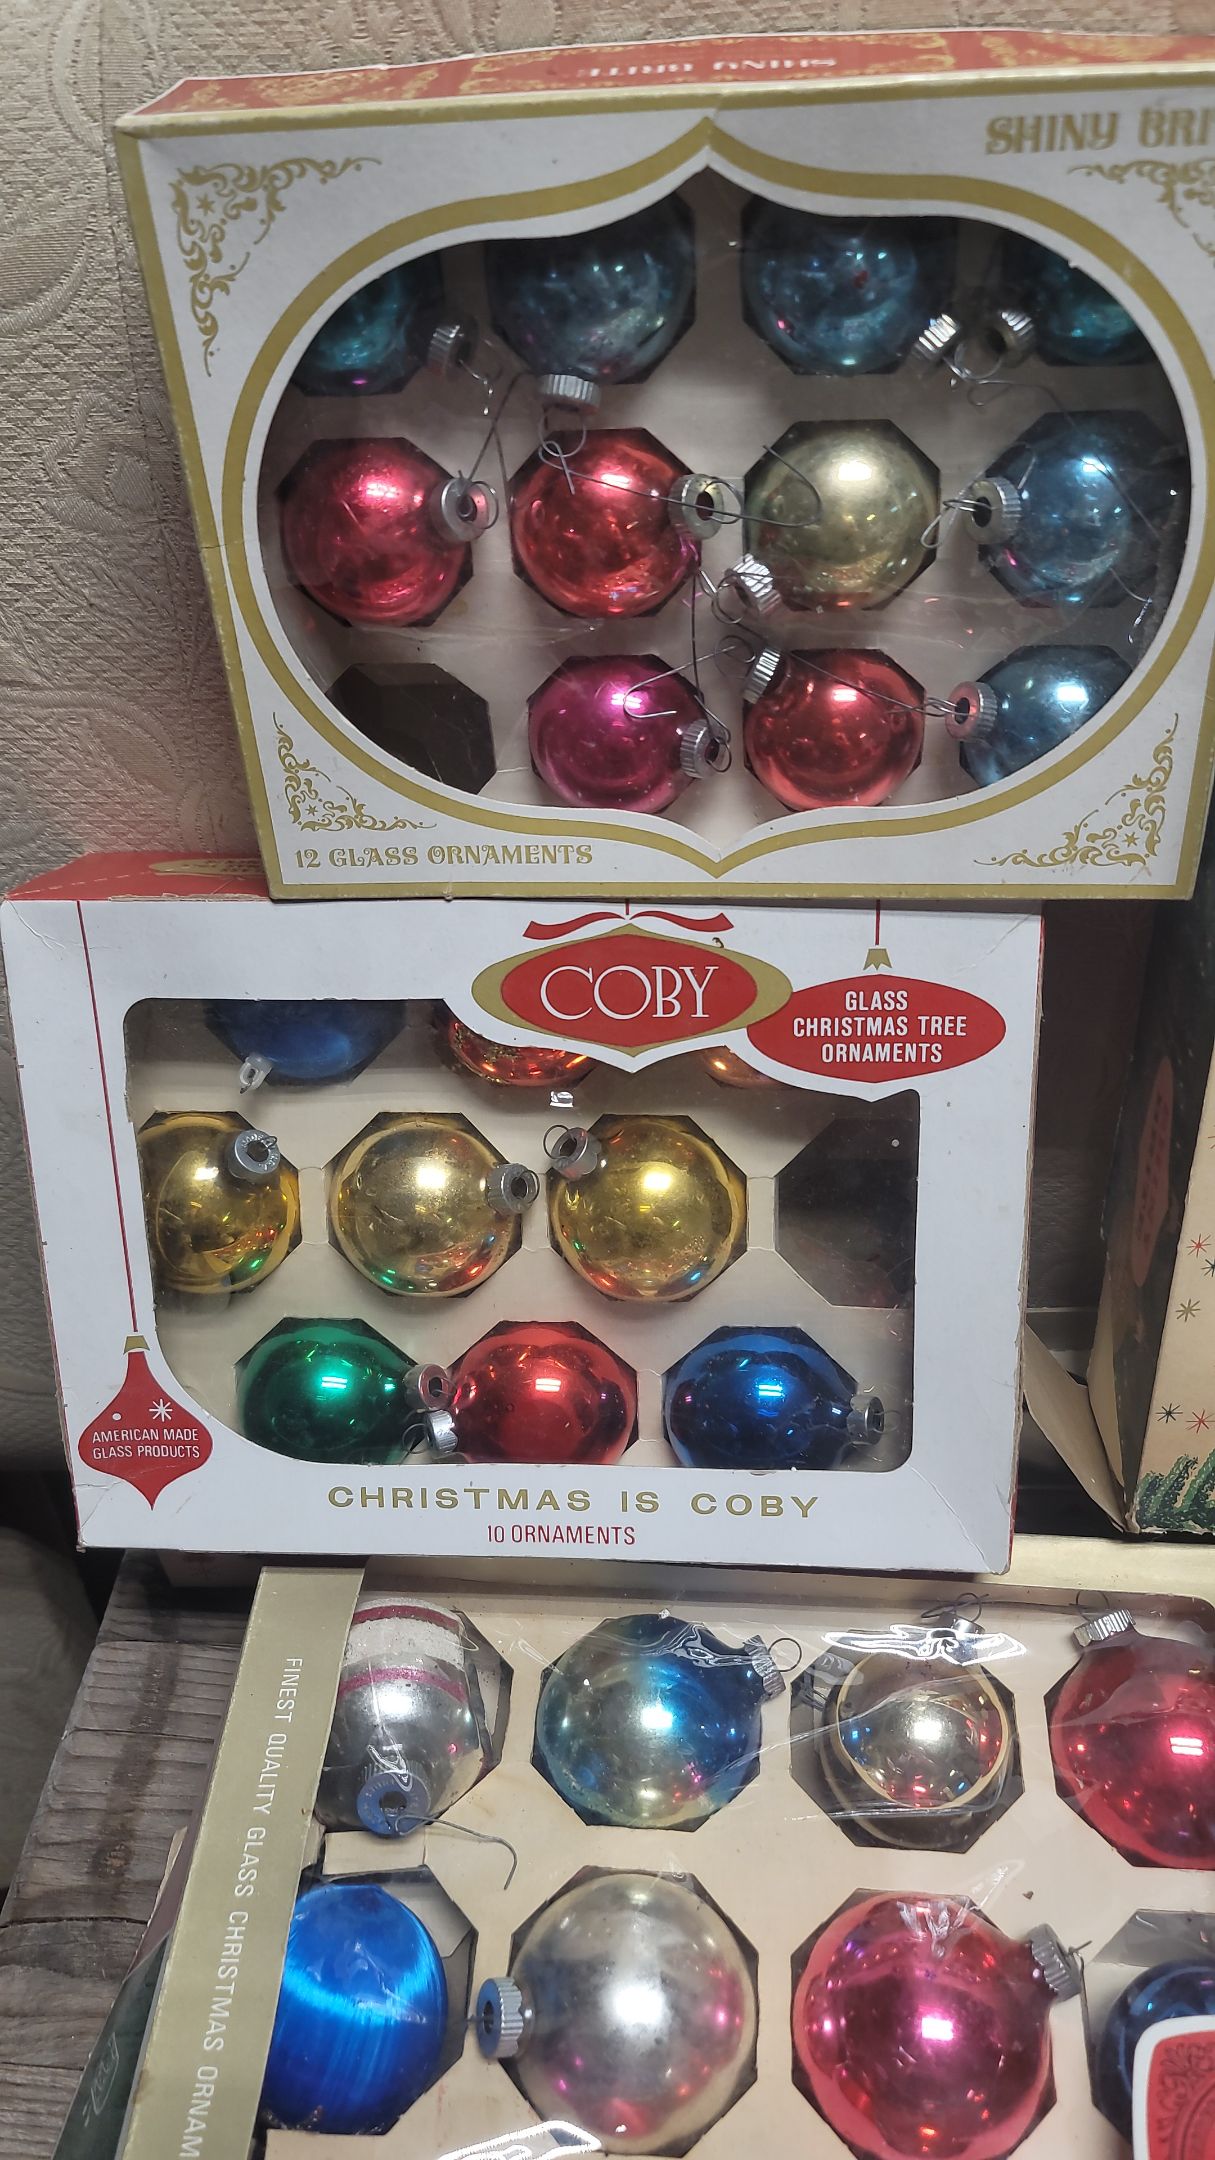 SHINY BRI
12 GLASS ORNAMENTS
COBY
GLASS
CHRISTMAS TREE
ORNAMENTS
AMERICAN MADE
GLASS PRODUCTS
CHRISTMAS IS COBY
10 ORNAMENTS
FINEST QUALITY GLASS CHRISTMAS ORNAM